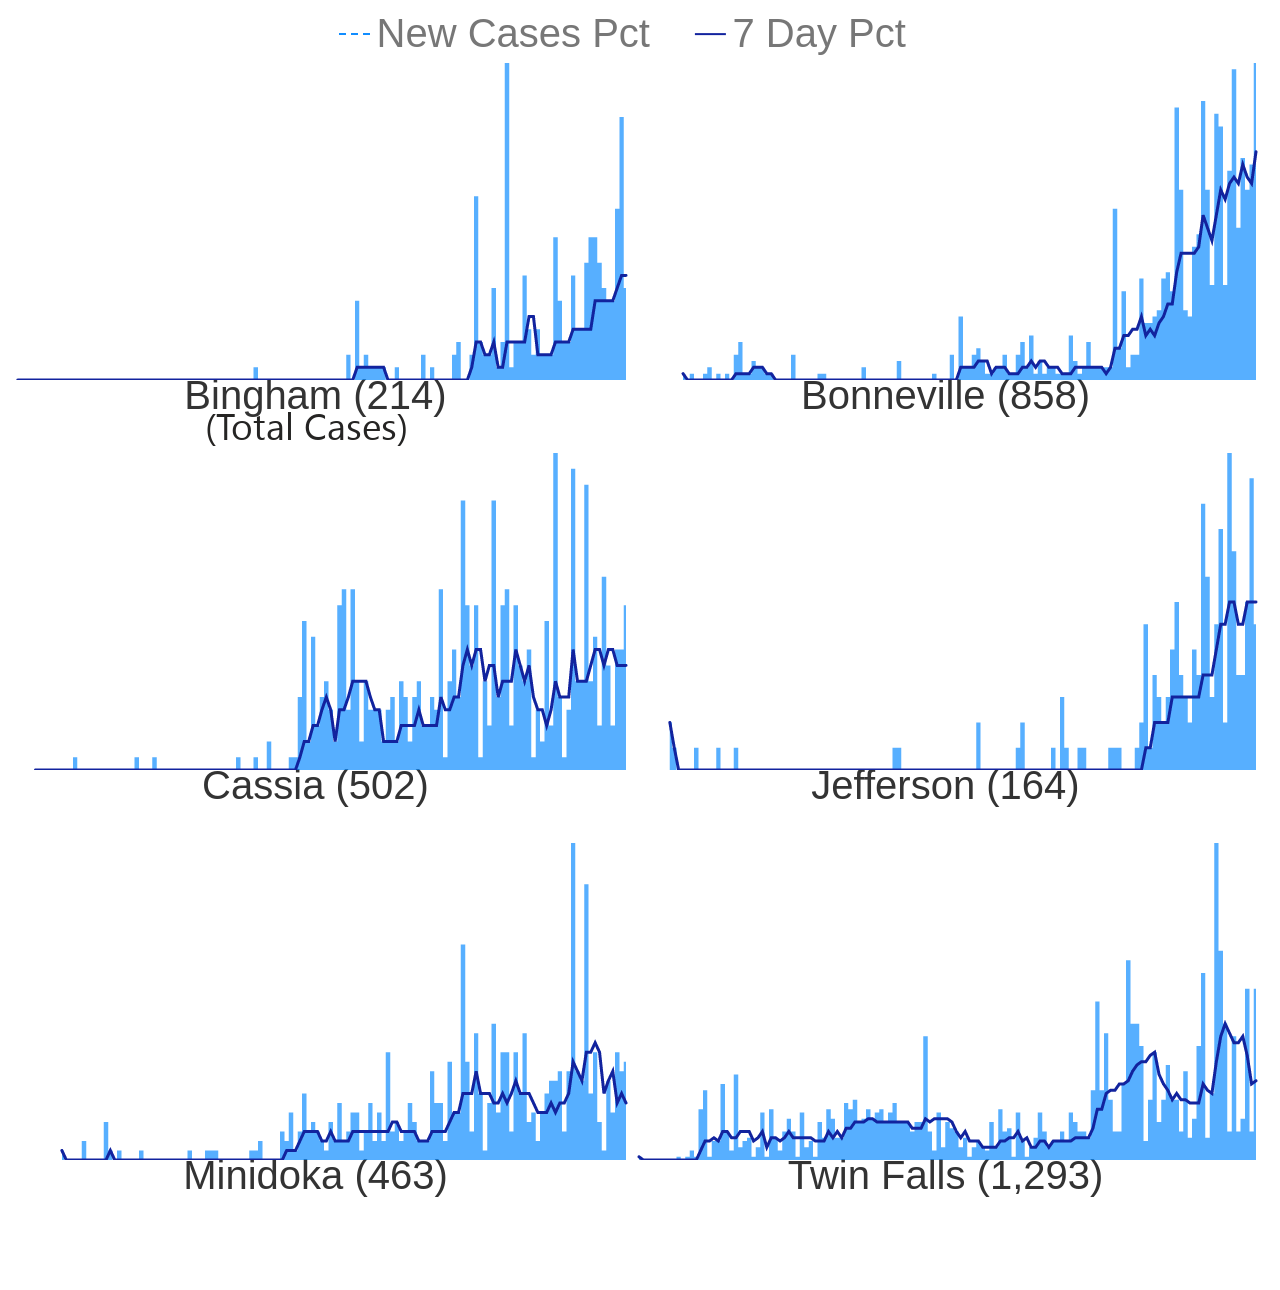 New Cases Pct 7 Day Pct
Bingham (214) Bonneville (858)
(Total Cases)
Cassia (502) Jefferson (164)
Minidoka (463) Twin Falls (1,293)